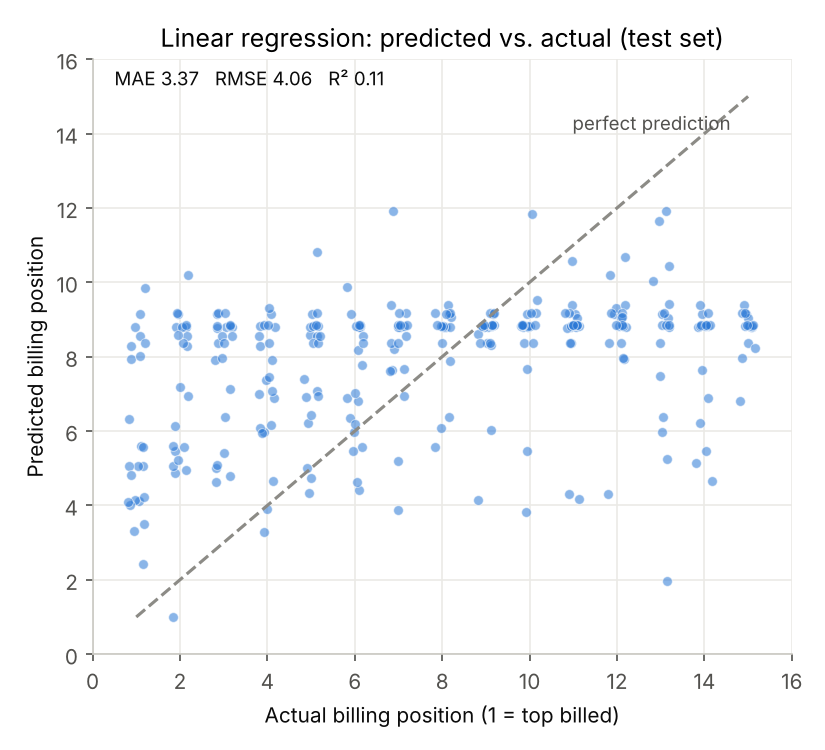 Linear regression: predicted vs. actual (test set)
MAE 3.37 RMSE 4.06 R² 0.11
perfect prediction
Predicted billing position
16
14
12
10
8
6
4
2
0
0 2 4 6 8 10 12 14 16
Actual billing position (1 = top billed)